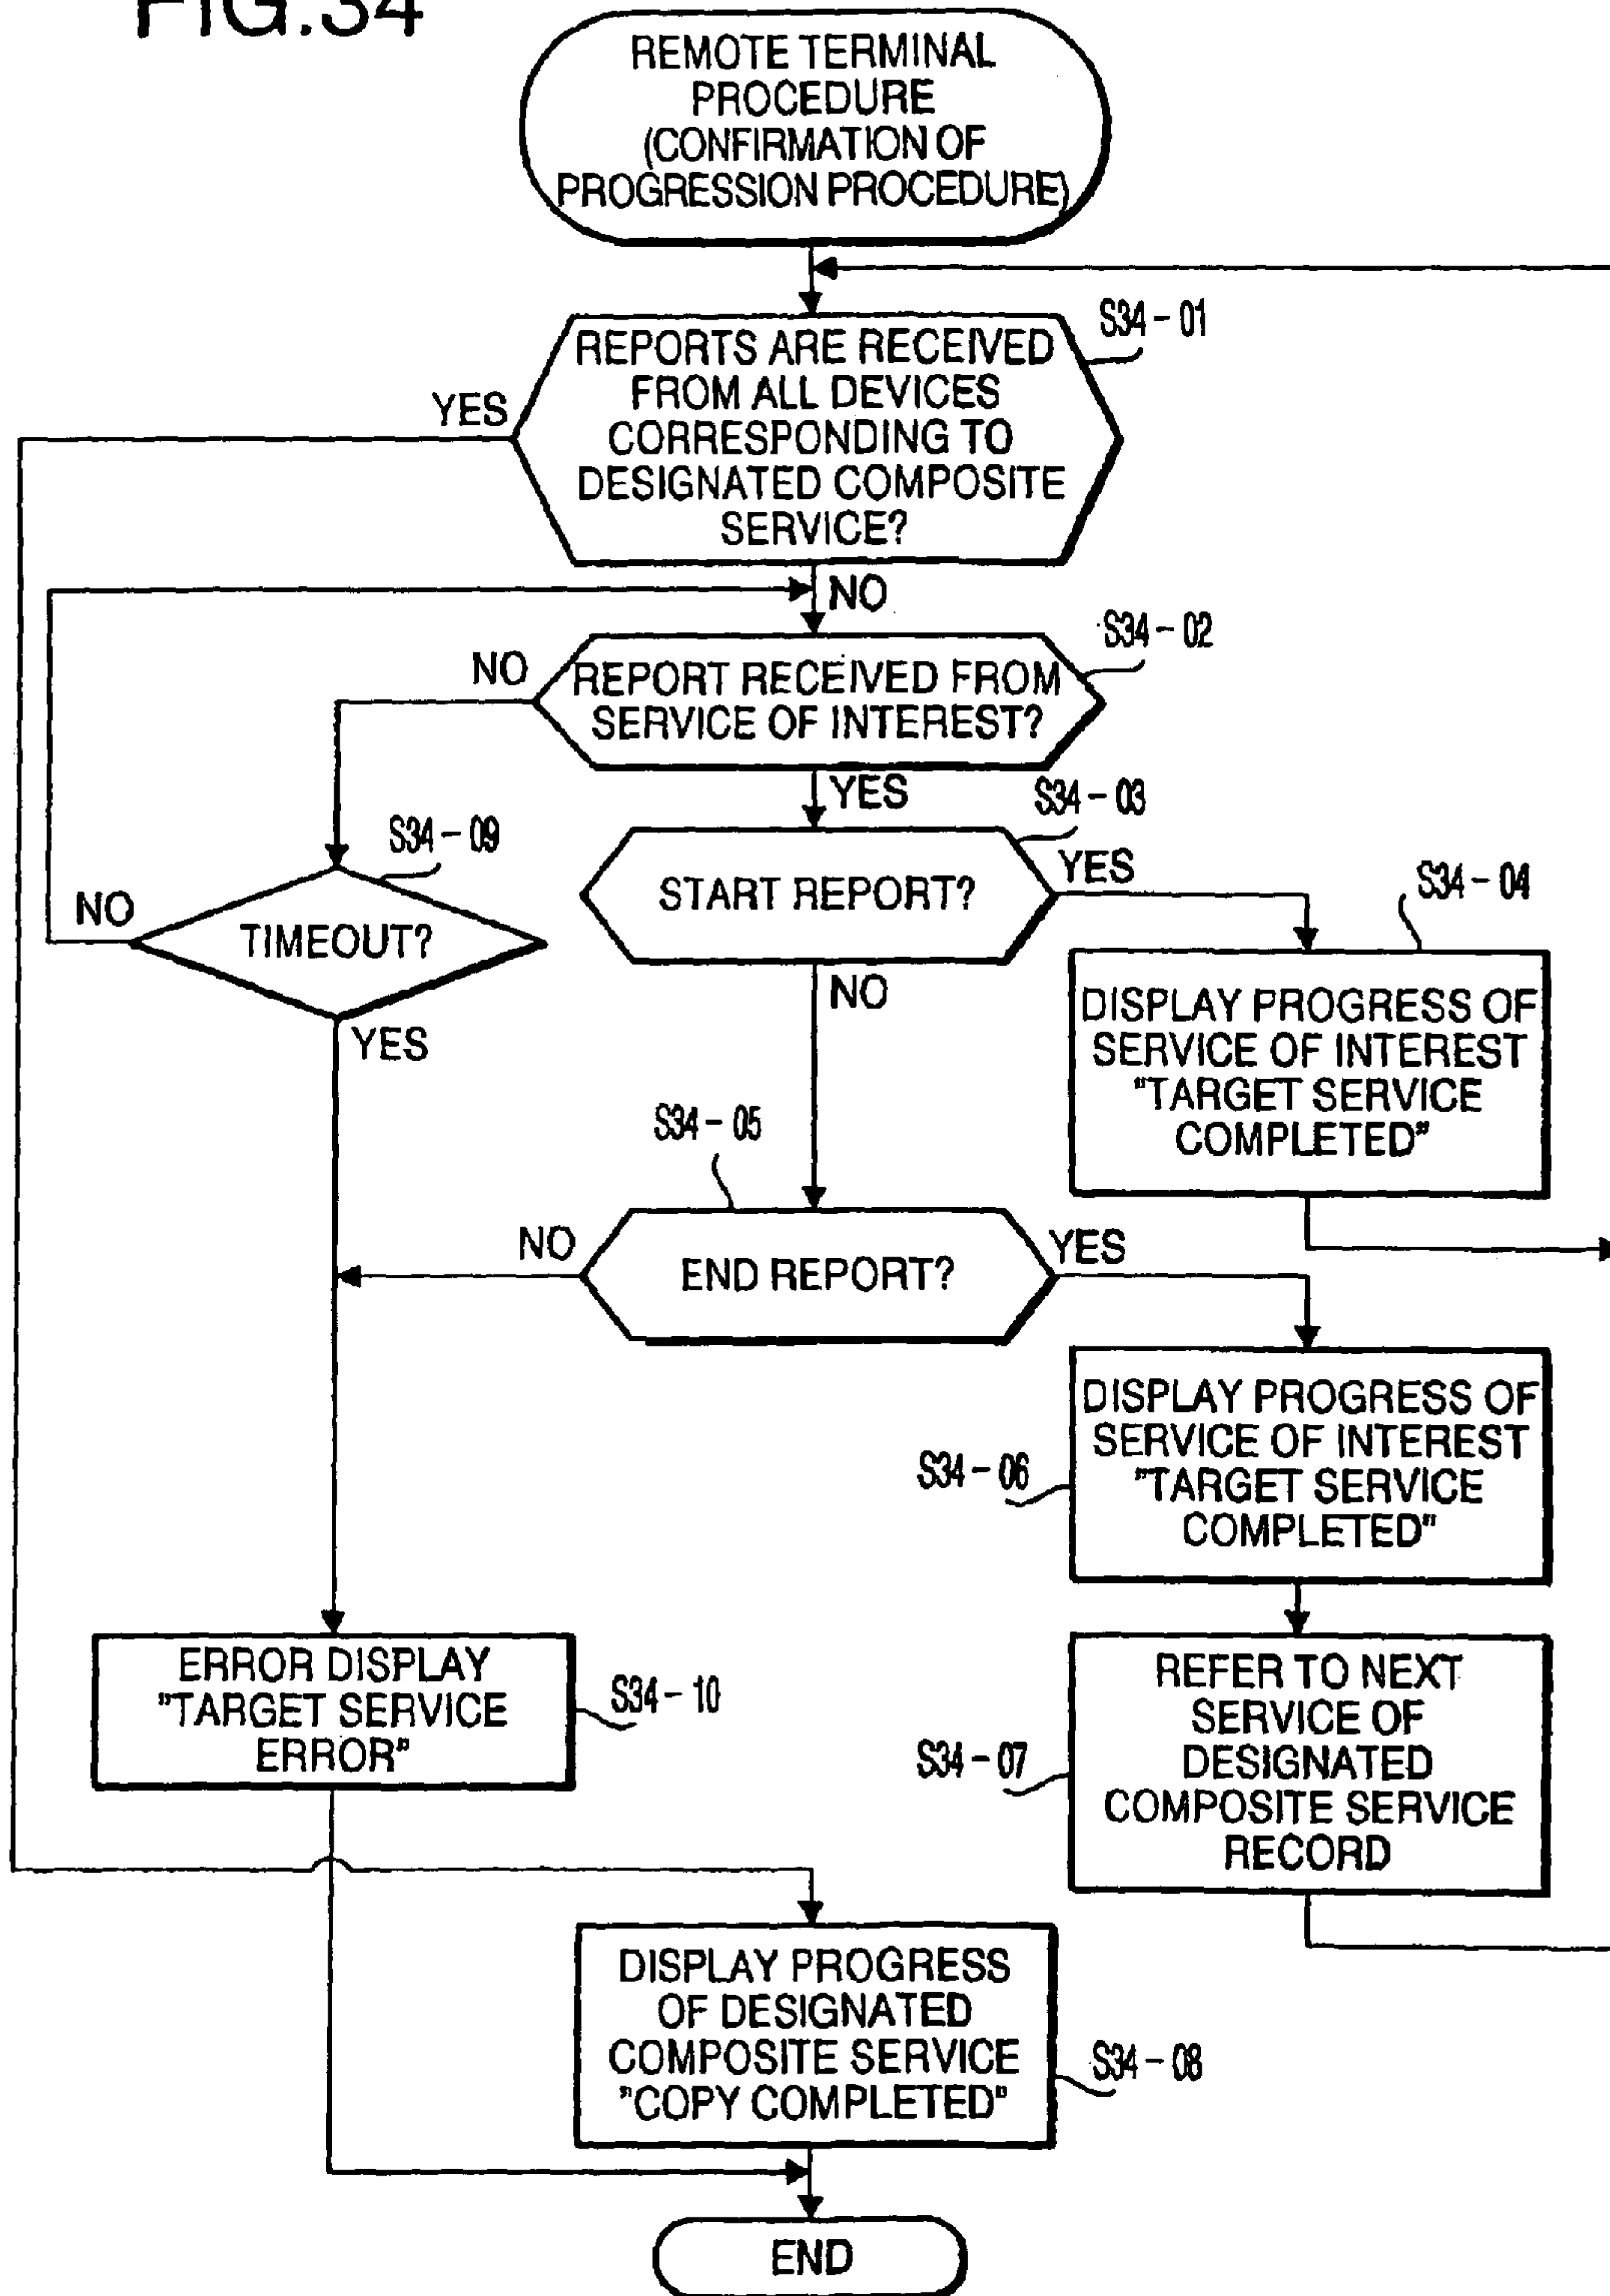 FIG.34
REMOTE TERMINAL
PROCEDURE
(CONFIRMATION OF
PROGRESSION PROCEDURE)
S34-01
REPORTS ARE RECEIVED
FROM ALL DEVICES
CORRESPONDING TO
DESIGNATED COMPOSITE
SERVICE?
YES
NO
S34-02
REPORT RECEIVED FROM
SERVICE OF INTEREST?
NO
YES
S34-03
START REPORT?
YES
NO
S34-09
TIMEOUT?
NO
YES
S34-04
DISPLAY PROGRESS OF
SERVICE OF INTEREST
"TARGET SERVICE
COMPLETED"
S34-05
END REPORT?
NO
YES
S34-06
DISPLAY PROGRESS OF
SERVICE OF INTEREST
"TARGET SERVICE
COMPLETED"
S34-07
REFER TO NEXT
SERVICE OF
DESIGNATED
COMPOSITE SERVICE
RECORD
ERROR DISPLAY
"TARGET SERVICE
ERROR"
S34-10
DISPLAY PROGRESS
OF DESIGNATED
COMPOSITE SERVICE
"COPY COMPLETED"
S34-08
END